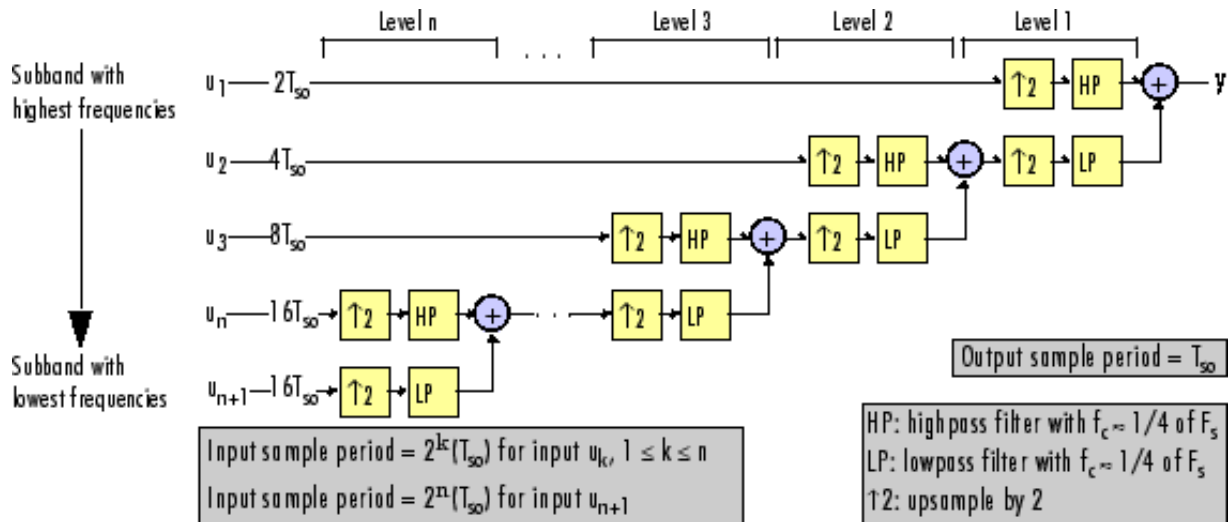 Level n . . . Level 3 Level 2 Level 1
Subband with
highest frequencies
u₁ 2Tₛₒ ↑2 HP + y
u₂ 4Tₛₒ ↑2 HP + ↑2 LP
u₃ 8Tₛₒ ↑2 HP + ↑2 LP
uₙ 16Tₛₒ ↑2 HP + . . . ↑2 LP
Subband with
lowest frequencies
uₙ₊₁ 16Tₛₒ ↑2 LP
Output sample period = Tₛₒ
Input sample period = 2ᵏ(Tₛₒ) for input uₖ, 1 ≤ k ≤ n
Input sample period = 2ⁿ(Tₛₒ) for input uₙ₊₁
HP: highpass filter with f_c ≈ 1/4 of Fₛ
LP: lowpass filter with f_c ≈ 1/4 of Fₛ
↑2: upsample by 2